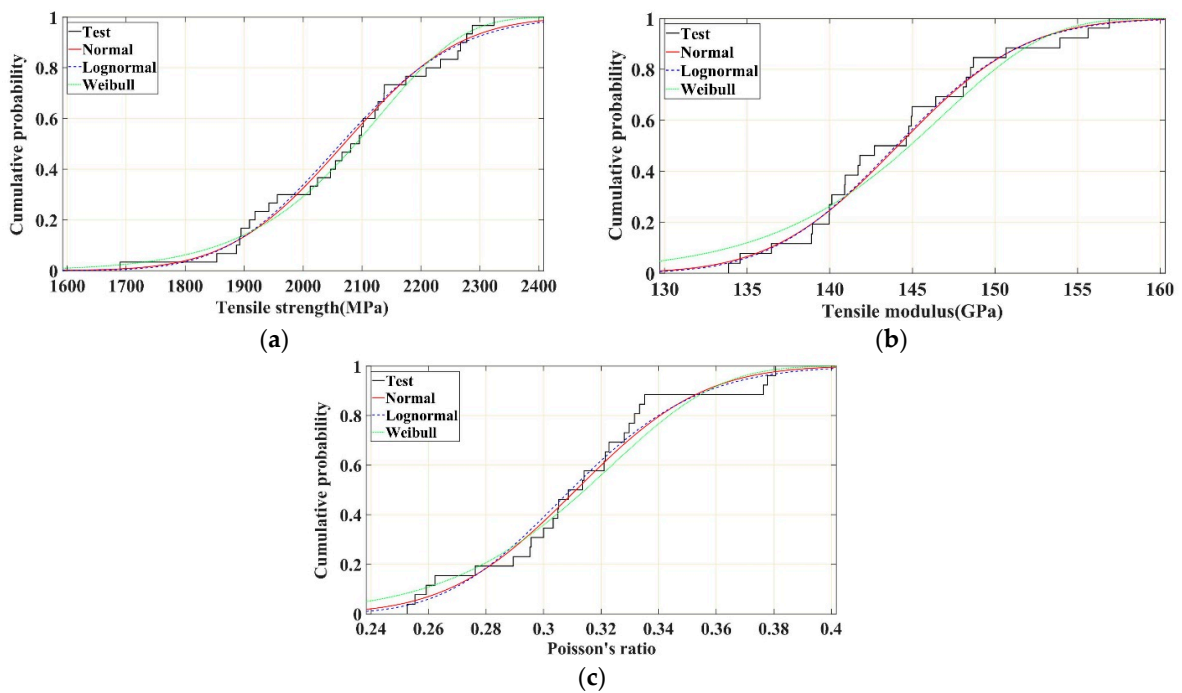 1
0.8
0.6
0.4
0.2
0
Cumulative probability
Test
Normal
Lognormal
Weibull
1600 1700 1800 1900 2000 2100 2200 2300 2400
Tensile strength(MPa)
(a)
1
0.8
0.6
0.4
0.2
0
Cumulative probability
Test
Normal
Lognormal
Weibull
130 135 140 145 150 155 160
Tensile modulus(GPa)
(b)
1
0.8
0.6
0.4
0.2
0
Cumulative probability
Test
Normal
Lognormal
Weibull
0.24 0.26 0.28 0.3 0.32 0.34 0.36 0.38 0.4
Poisson's ratio
(c)